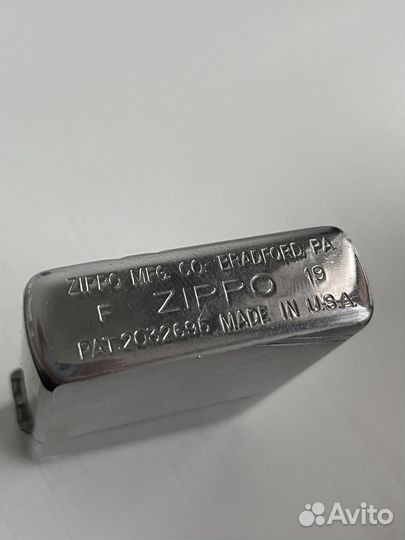 ZIPPO MFG. CO. BRADFORD. PA
F ZIPPO 19
PAT.2032695 MADE IN U.S.A.
Avito